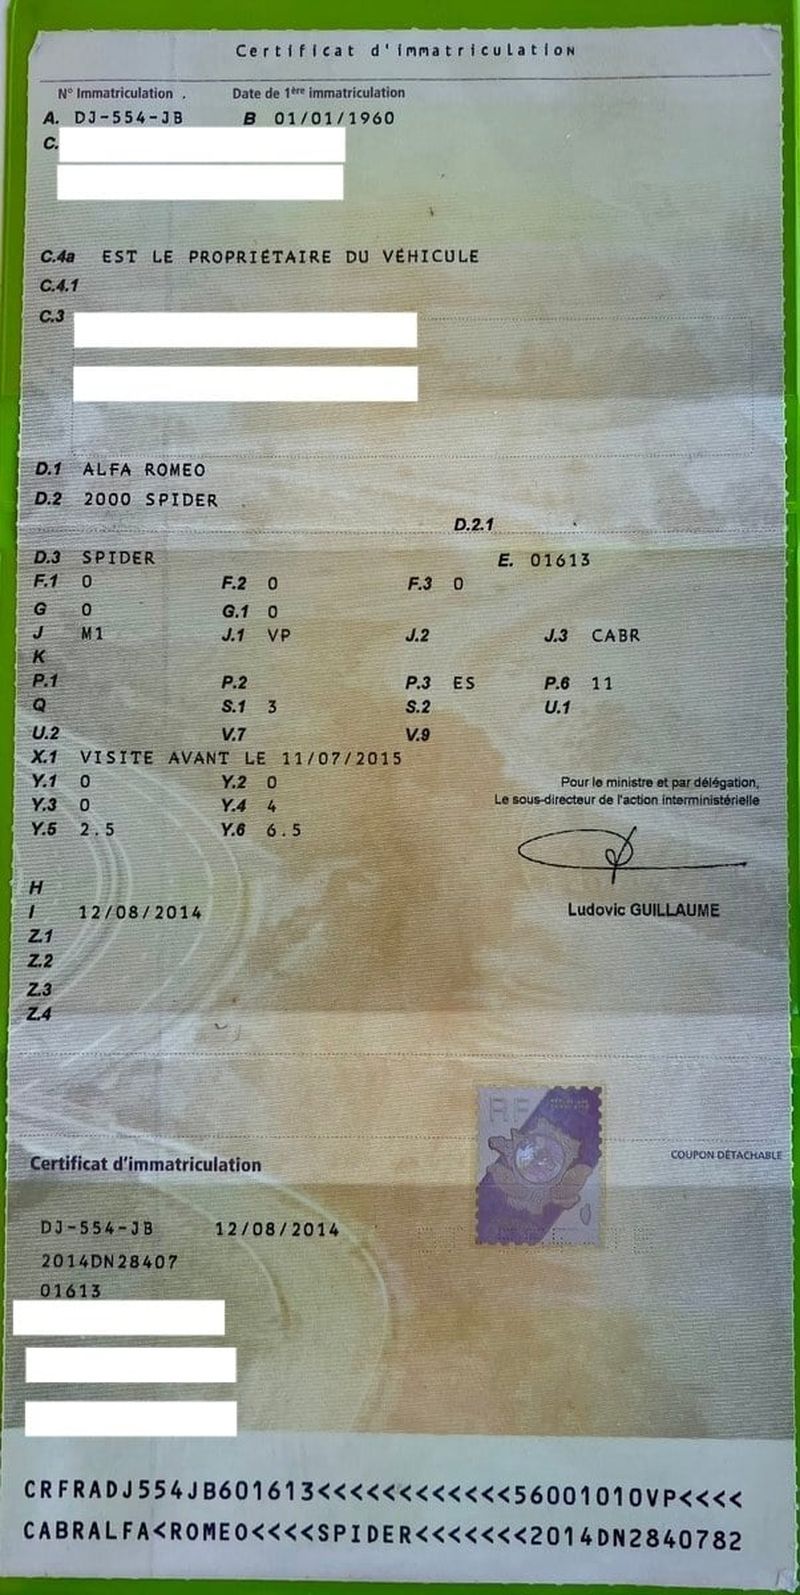 Certificat d'immatriculation
N° Immatriculation . Date de 1ère immatriculation
A. DJ-554-JB B 01/01/1960
C.
C.4a EST LE PROPRIÉTAIRE DU VÉHICULE
C.4.1
C.3
D.1 ALFA ROMEO
D.2 2000 SPIDER
D.2.1
D.3 SPIDER E. 01613
F.1 0 F.2 0 F.3 0
G 0 G.1 0
J M1 J.1 VP J.2 J.3 CABR
K
P.1 P.2 P.3 ES P.6 11
Q S.1 3 S.2 U.1
U.2 V.7 V.9
X.1 VISITE AVANT LE 11/07/2015
Y.1 0 Y.2 0
Pour le ministre et par délégation,
Y.3 0 Y.4 4
Le sous-directeur de l'action interministérielle
Y.5 2.5 Y.6 6.5
H
I 12/08/2014
Ludovic GUILLAUME
Z.1
Z.2
Z.3
Z.4
RF
COUPON DÉTACHABLE
Certificat d'immatriculation
DJ-554-JB 12/08/2014
2014DN28407
01613
CRFRADJ554JB601613<<<<<<<<<<<<56001010VP<<<<
CABRALFA<ROMEO<<<<SPIDER<<<<<<<2014DN2840782